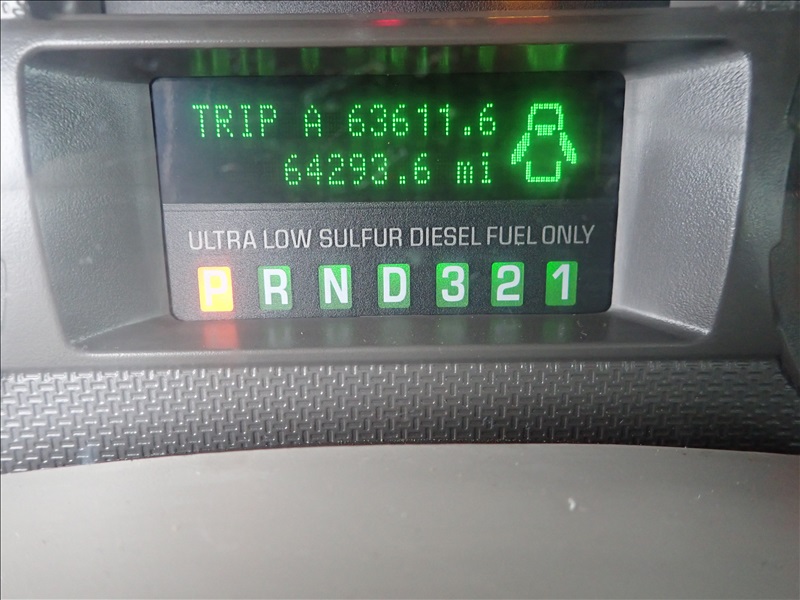 TRIP A 63611.6
64293.6 mi
ULTRA LOW SULFUR DIESEL FUEL ONLY
P R N D 3 2 1